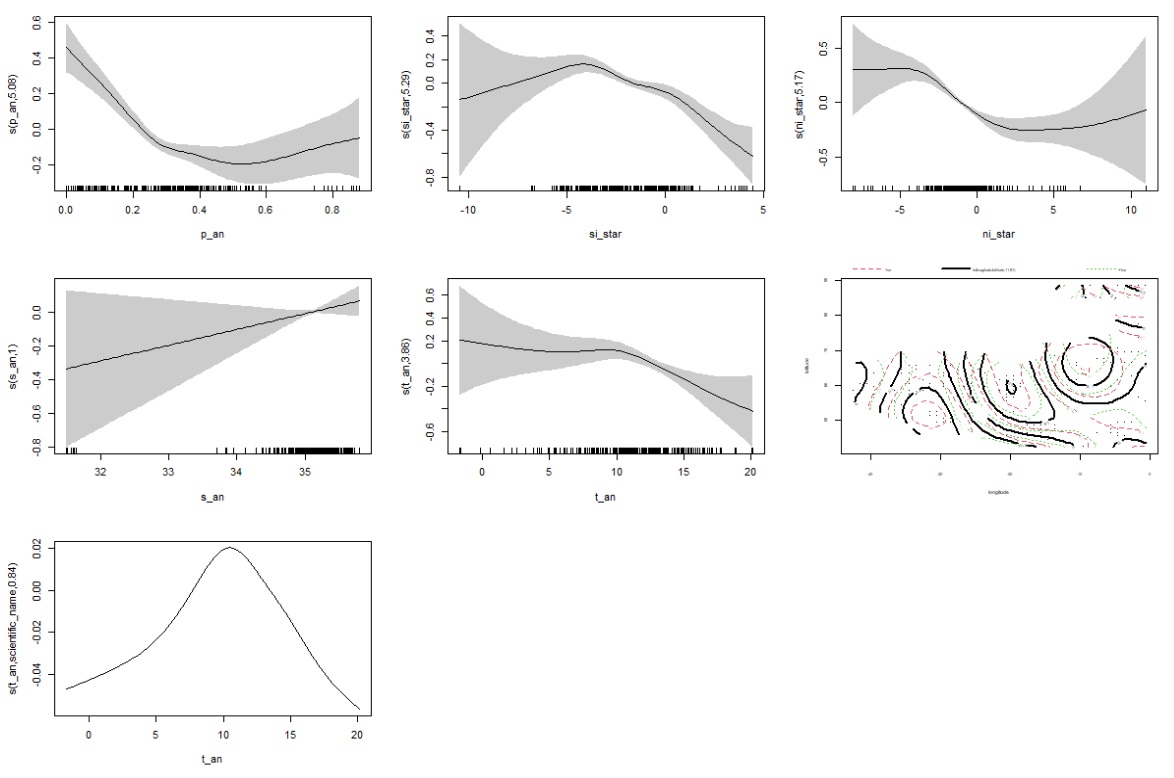 s(p_an,5.08)
0.6
0.4
0.2
0.0
-0.2
0.0 0.2 0.4 0.6 0.8
p_an
s(si_star,5.29)
0.4
0.2
0.0
-0.4
-0.8
-10 -5 0 5
si_star
s(ni_star,5.17)
0.5
0.0
-0.5
-5 0 5 10
ni_star
s(s_an,1)
0.0
-0.2
-0.4
-0.6
-0.8
32 33 34 35
s_an
s(t_an,3.86)
0.6
0.4
0.2
-0.2
-0.6
0 5 10 15 20
t_an
latitude
longitude
s(t_an,scientific_name,0.84)
0.02
0.00
-0.02
-0.04
0 5 10 15 20
t_an